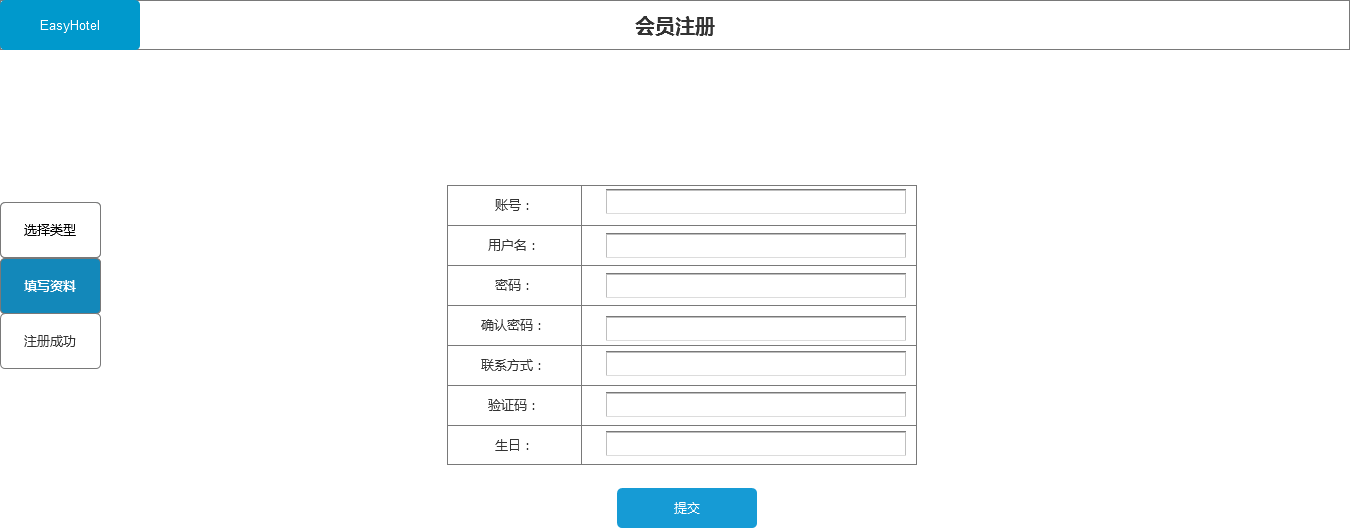 EasyHotel
会员注册
选择类型
填写资料
注册成功
账号：
用户名：
密码：
确认密码：
联系方式：
验证码：
生日：
提交